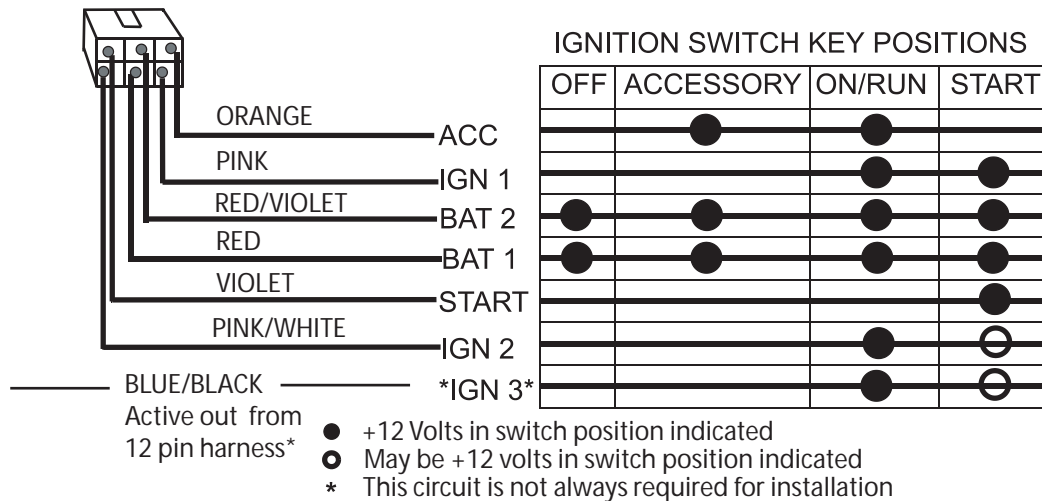 IGNITION SWITCH KEY POSITIONS
OFF ACCESSORY ON/RUN START
ORANGE ACC
PINK IGN 1
RED/VIOLET BAT 2
RED BAT 1
VIOLET START
PINK/WHITE IGN 2
BLUE/BLACK *IGN 3*
Active out from
12 pin harness*
+12 Volts in switch position indicated
May be +12 volts in switch position indicated
* This circuit is not always required for installation